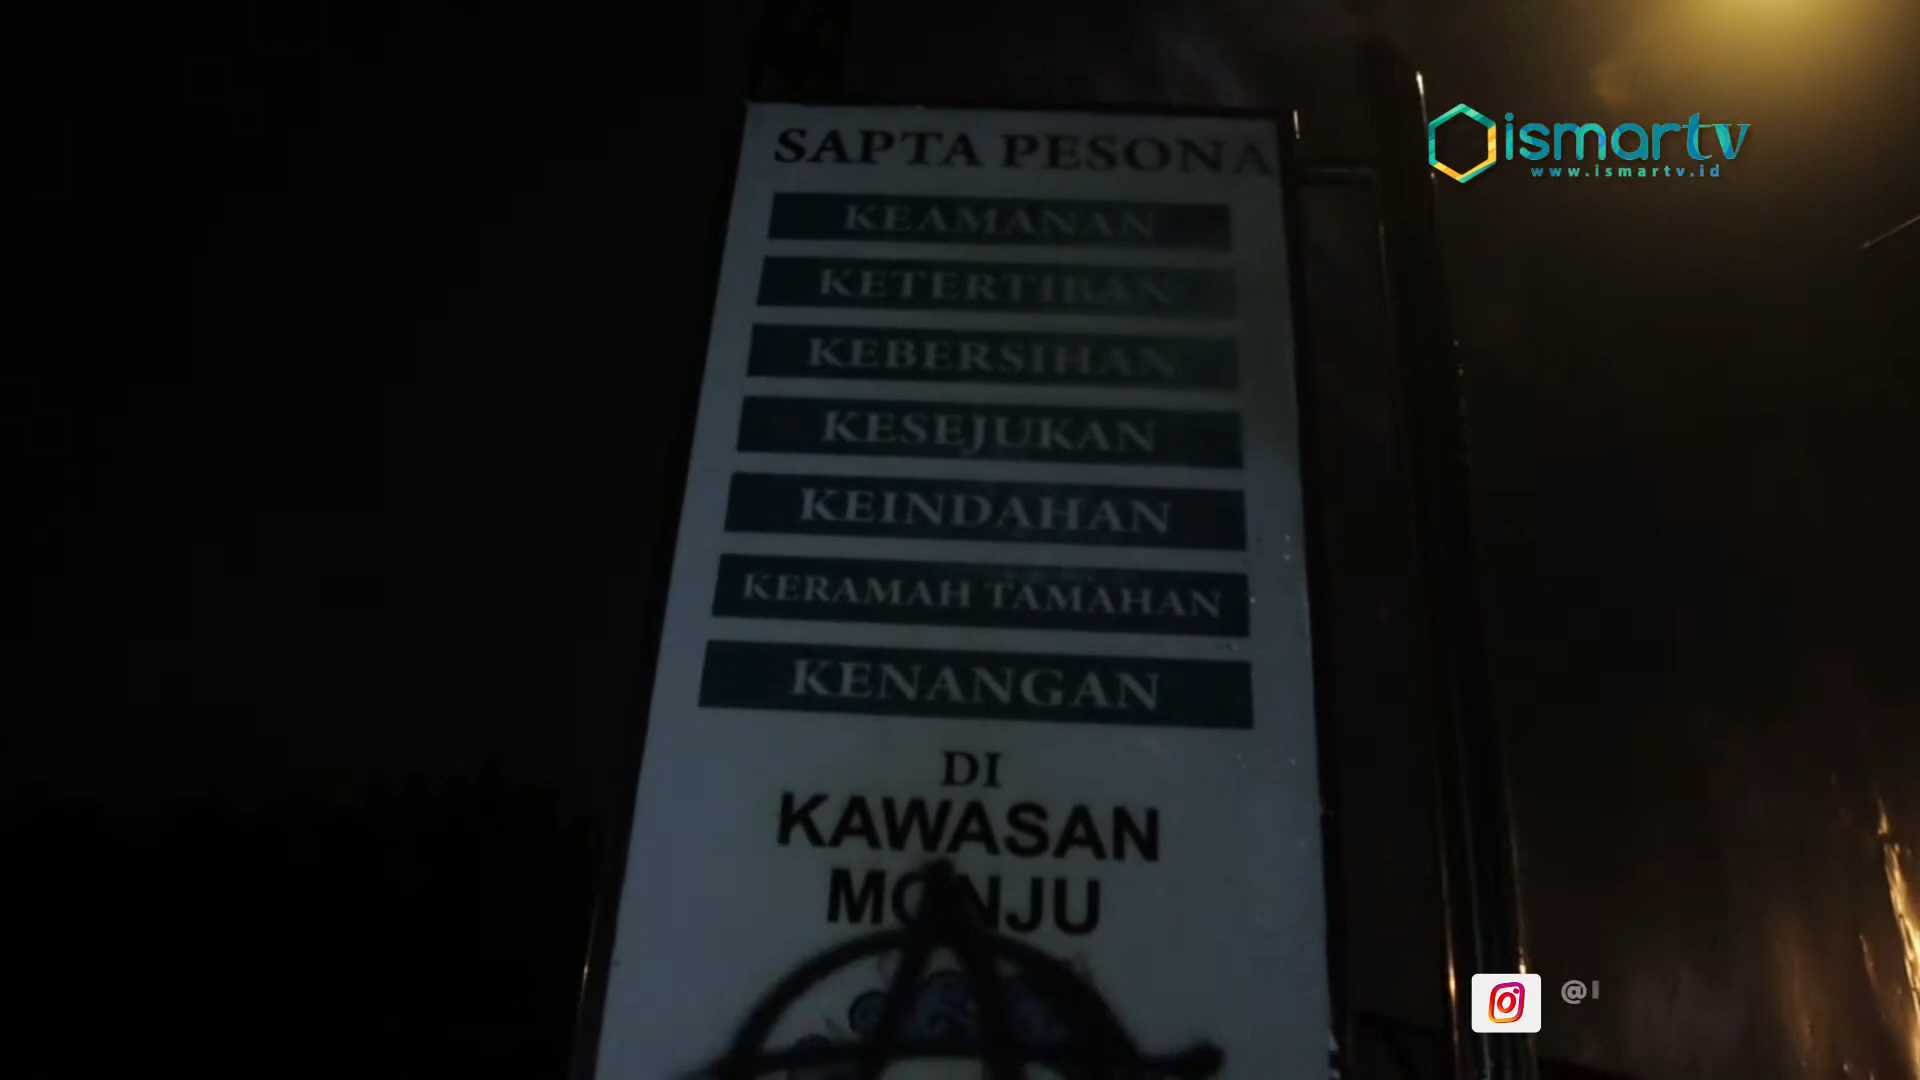 SAPTA PESONA
KEAMANAN
KETERTIBAN
KEBERSIHAN
KESEJUKAN
KEINDAHAN
KERAMAH TAMAHAN
KENANGAN
DI
KAWASAN
MONJU
ismartv
www.ismartv.id
@I